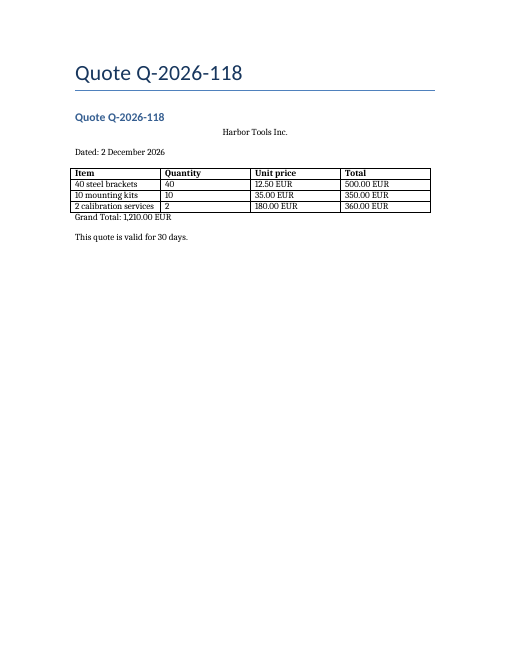 Quote Q-2026-118
Quote Q-2026-118
Harbor Tools Inc.
Dated: 2 December 2026
Item Quantity Unit price Total
40 steel brackets 40 12.50 EUR 500.00 EUR
10 mounting kits 10 35.00 EUR 350.00 EUR
2 calibration services 2 180.00 EUR 360.00 EUR
Grand Total: 1,210.00 EUR
This quote is valid for 30 days.